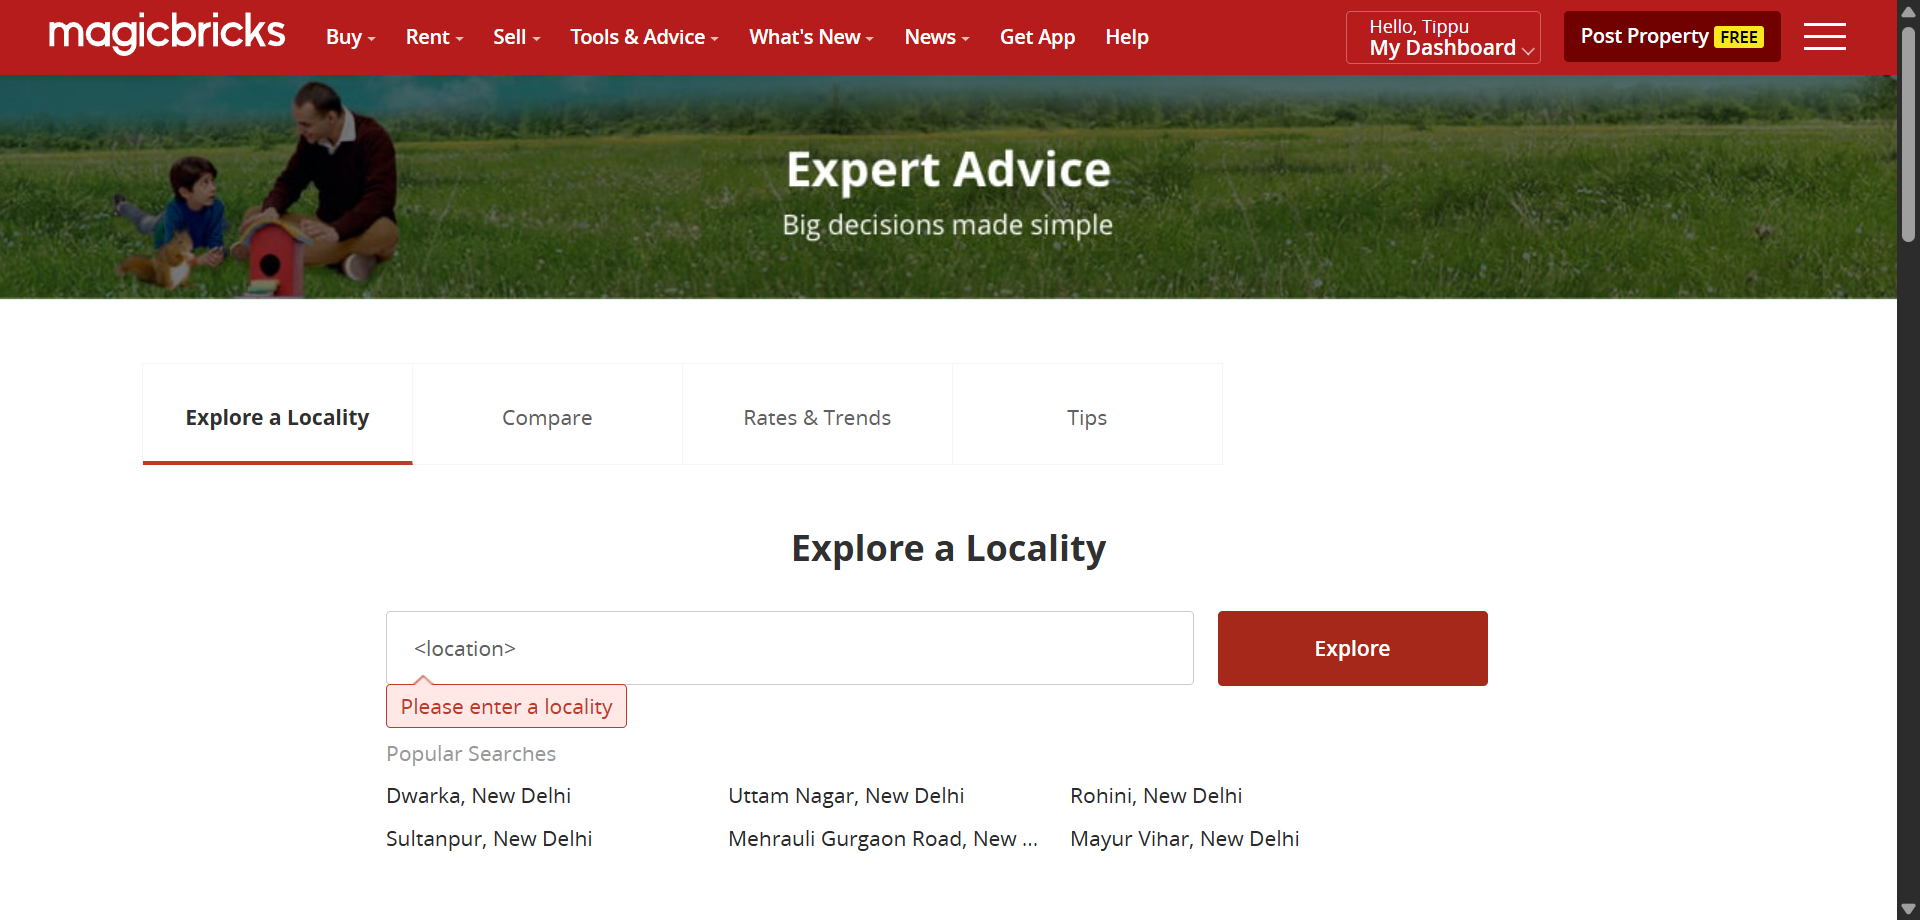 magicbricks
Buy Rent Sell Tools & Advice What's New News Get App Help
Hello, Tippu
My Dashboard
Post Property FREE
Expert Advice
Big decisions made simple
Explore a Locality Compare Rates & Trends Tips
Explore a Locality
<location> Explore
Please enter a locality
Popular Searches
Dwarka, New Delhi Uttam Nagar, New Delhi Rohini, New Delhi
Sultanpur, New Delhi Mehrauli Gurgaon Road, New ... Mayur Vihar, New Delhi